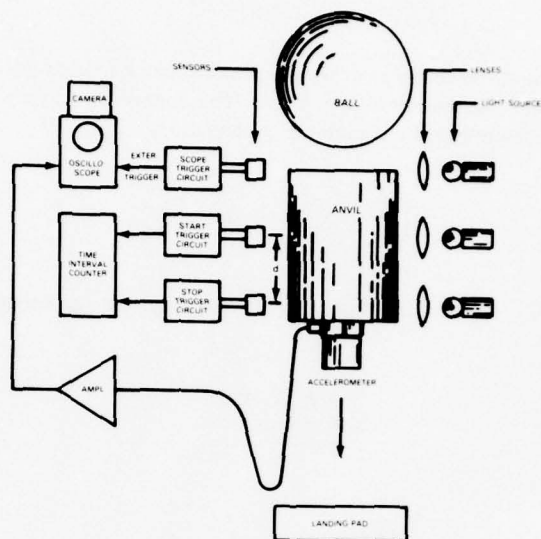 SENSORS
LENSES
CAMERA
BALL
LIGHT SOURCE
OSCILLO
SCOPE
EXTER
TRIGGER
SCOPE
TRIGGER
CIRCUIT
ANVIL
START
TRIGGER
CIRCUIT
TIME
INTERVAL
COUNTER
d
STOP
TRIGGER
CIRCUIT
AMPL
ACCELEROMETER
LANDING PAD